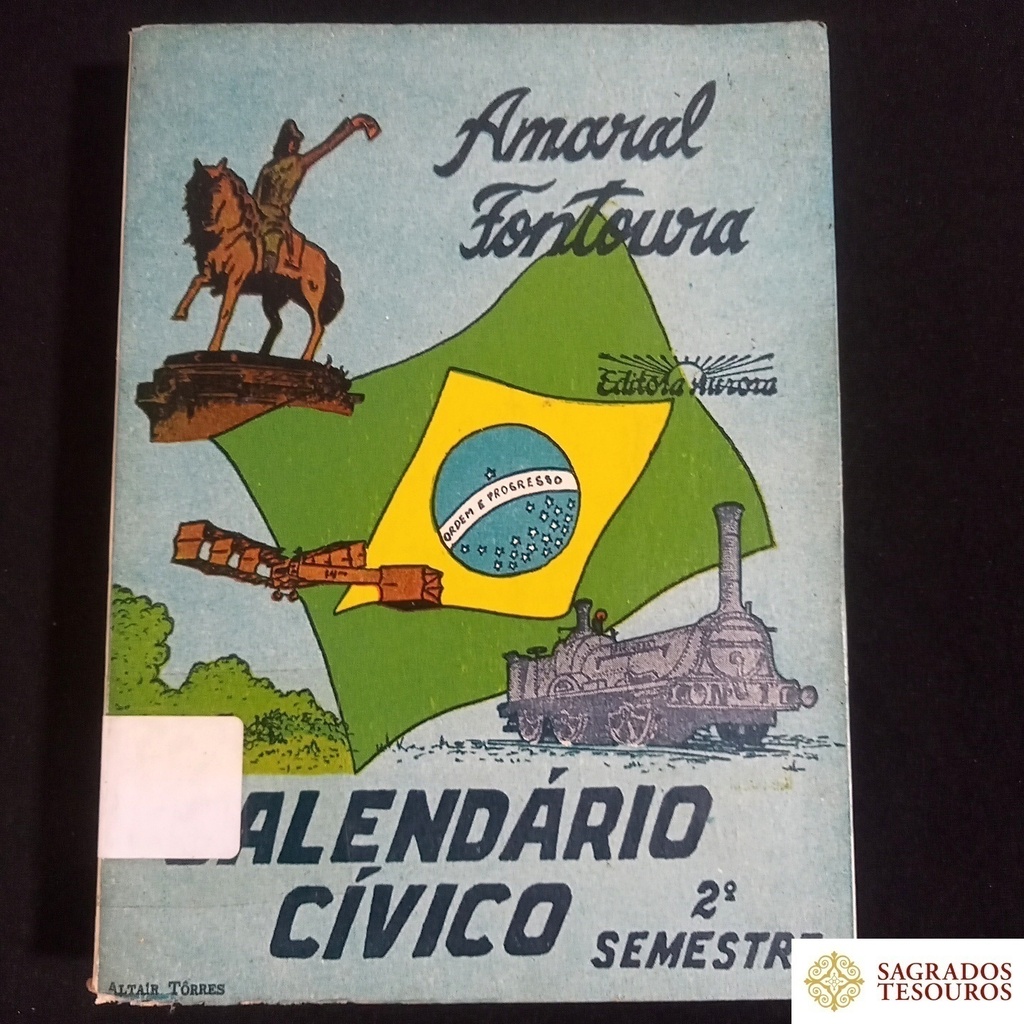 Amaral
Fontoura
Editora Aurora
ORDEM E PROGRESSO
ALENDÁRIO
CÍVICO
2º
SEMESTR
ALTAIR TÔRRES
SAGRADOS
TESOUROS